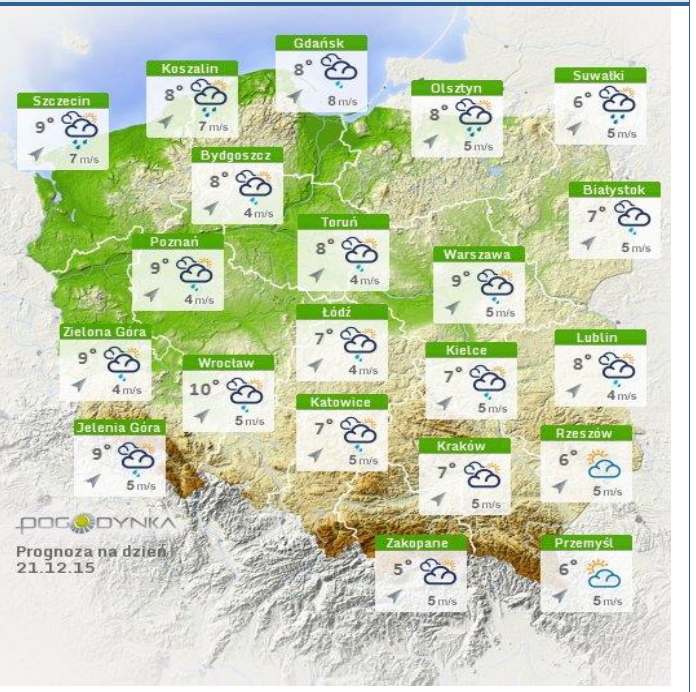 Gdańsk
8°
8 m/s
Koszalin
8°
7 m/s
Suwałki
6°
5 m/s
Olsztyn
8°
5 m/s
Szczecin
9°
7 m/s
Bydgoszcz
8°
4 m/s
Białystok
7°
5 m/s
Toruń
8°
4 m/s
Poznań
9°
4 m/s
Warszawa
9°
5 m/s
Łódź
7°
4 m/s
Zielona Góra
9°
4 m/s
Lublin
8°
4 m/s
Kielce
7°
5 m/s
Wrocław
10°
5 m/s
Katowice
7°
5 m/s
Jelenia Góra
9°
5 m/s
Rzeszów
6°
5 m/s
Kraków
7°
5 m/s
POGODYNKA
Prognoza na dzień
21.12.15
Zakopane
5°
5 m/s
Przemyśl
6°
5 m/s